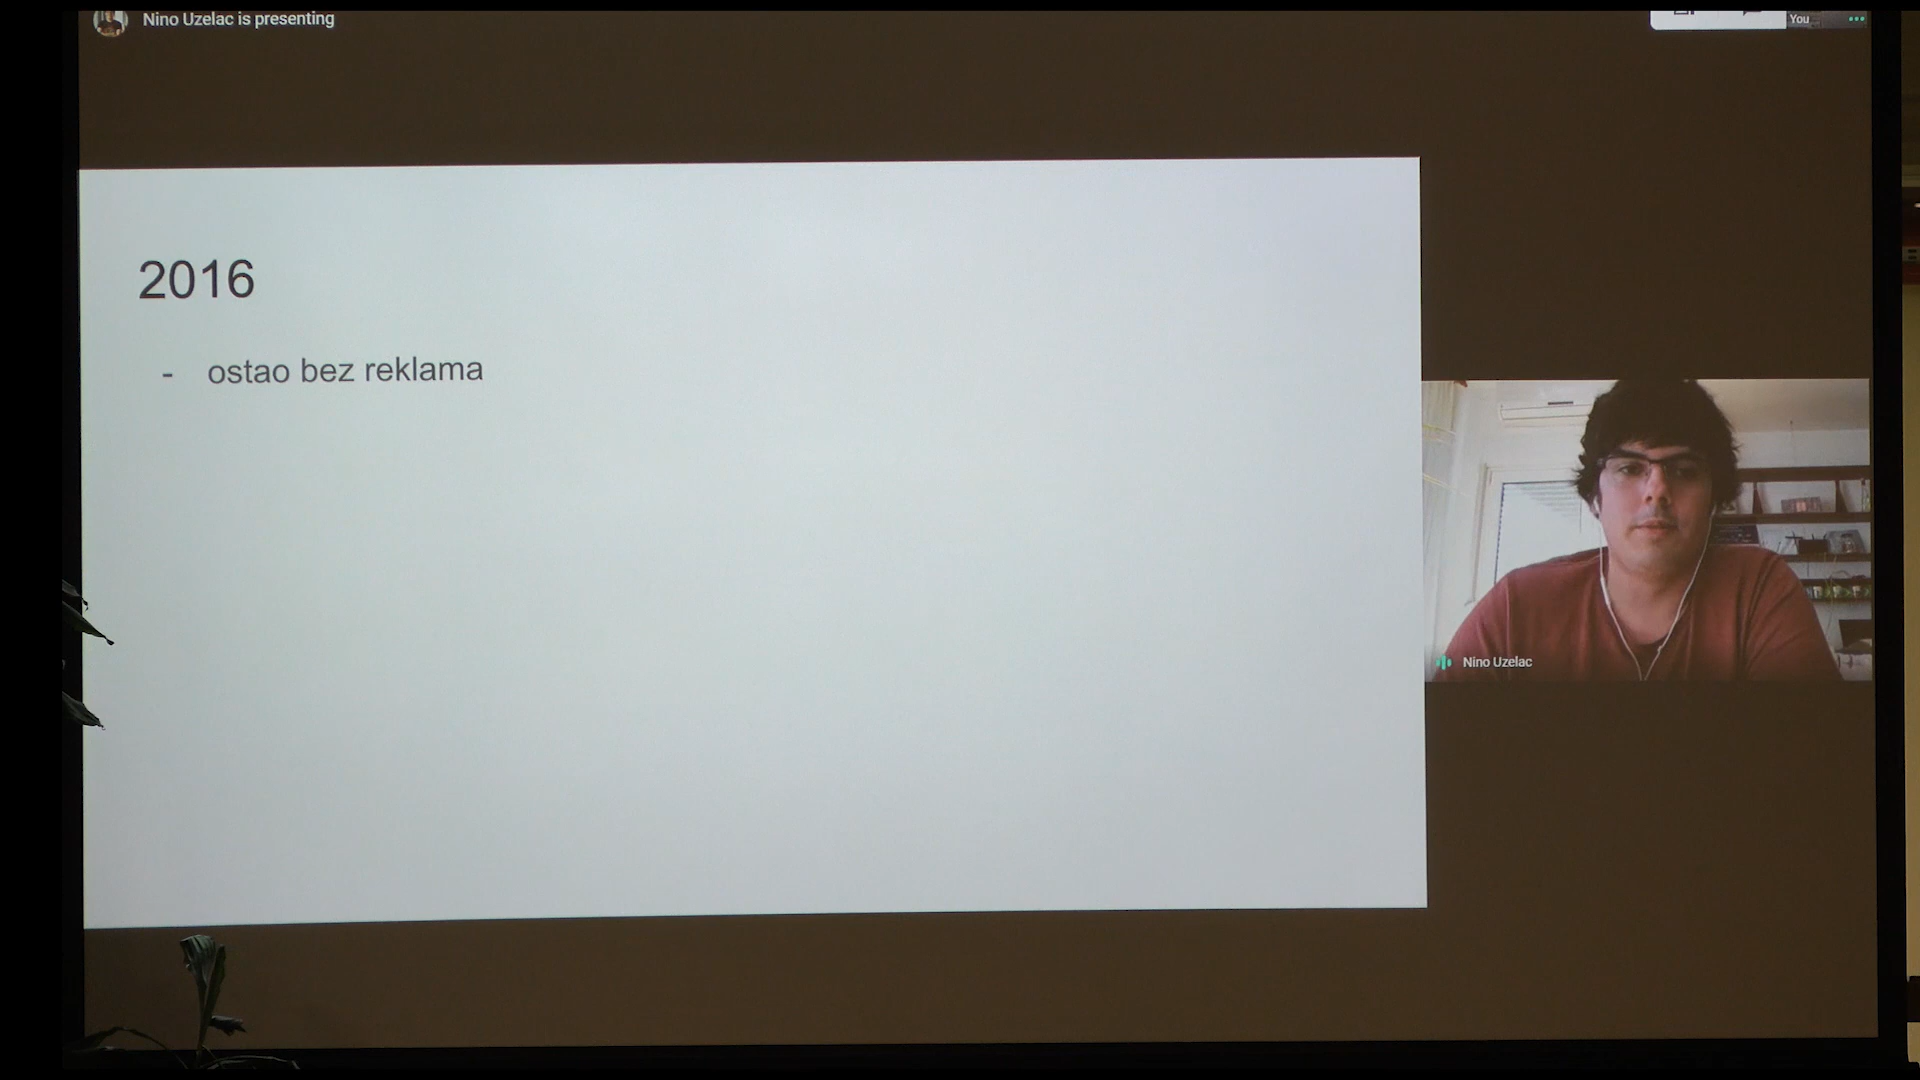 Nino Uzelac is presenting
You
2016
- ostao bez reklama
Nino Uzelac